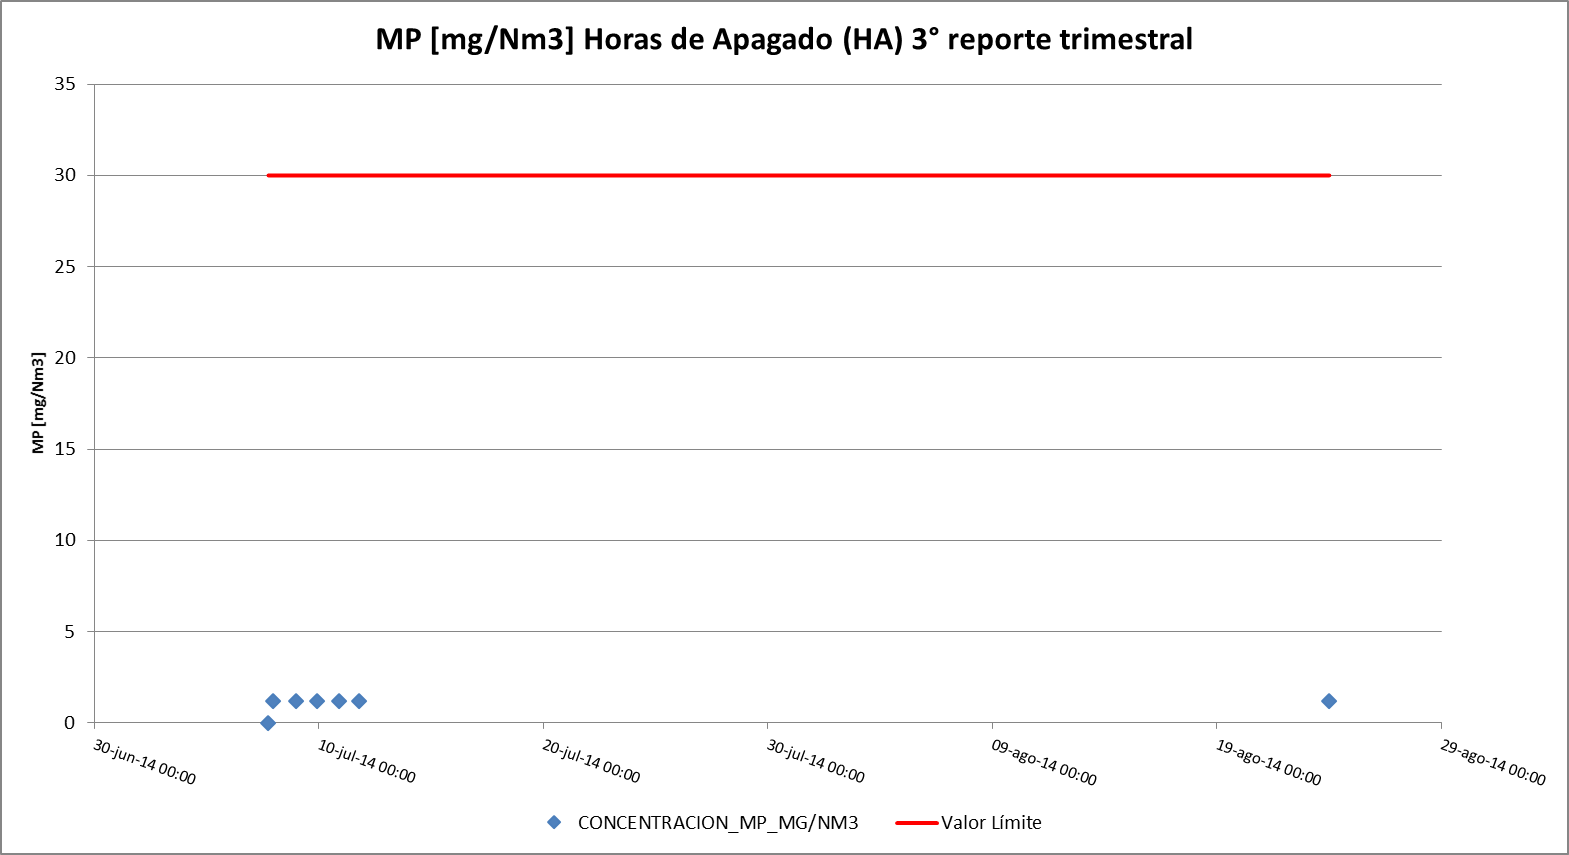 MP [mg/Nm3] Horas de Apagado (HA) 3° reporte trimestral
35
30
25
20
15
10
5
0
MP [mg/Nm3]
30-jun-14 00:00
10-jul-14 00:00
20-jul-14 00:00
30-jul-14 00:00
09-ago-14 00:00
19-ago-14 00:00
29-ago-14 00:00
CONCENTRACION_MP_MG/NM3
Valor Límite